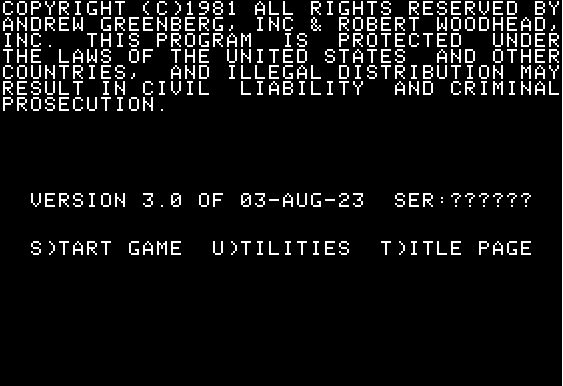 COPYRIGHT (C)1981 ALL RIGHTS RESERVED BY
ANDREW GREENBERG, INC & ROBERT WOODHEAD,
INC.  THIS PROGRAM  IS  PROTECTED  UNDER
THE LAWS OF THE UNITED STATES  AND OTHER
COUNTRIES,  AND ILLEGAL DISTRIBUTION MAY
RESULT IN CIVIL  LIABILITY  AND CRIMINAL
PROSECUTION.
VERSION 3.0 OF 03-AUG-23  SER:??????
S)TART GAME  U)TILITIES  T)ITLE PAGE